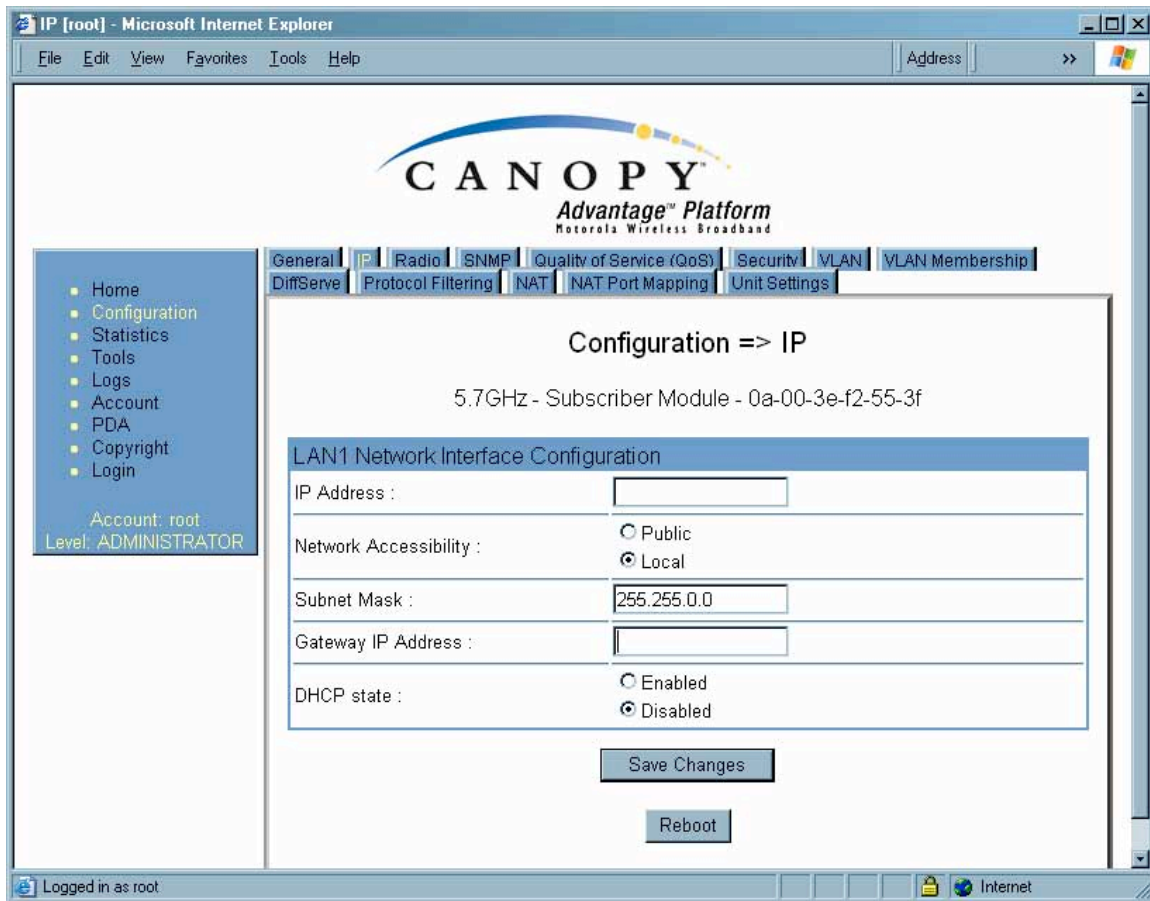 IP [root] - Microsoft Internet Explorer
File Edit View Favorites Tools Help Address »
CANOPY™
Advantage™ Platform
Motorola Wireless Broadband
General IP Radio SNMP Quality of Service (QoS) Security VLAN VLAN Membership
DiffServe Protocol Filtering NAT NAT Port Mapping Unit Settings
Home
Configuration
Statistics
Tools
Logs
Account
PDA
Copyright
Login
Account: root
Level: ADMINISTRATOR
Configuration => IP
5.7GHz - Subscriber Module - 0a-00-3e-f2-55-3f
LAN1 Network Interface Configuration
IP Address :
Network Accessibility :
Public
Local
Subnet Mask : 255.255.0.0
Gateway IP Address :
DHCP state :
Enabled
Disabled
Save Changes
Reboot
Logged in as root Internet